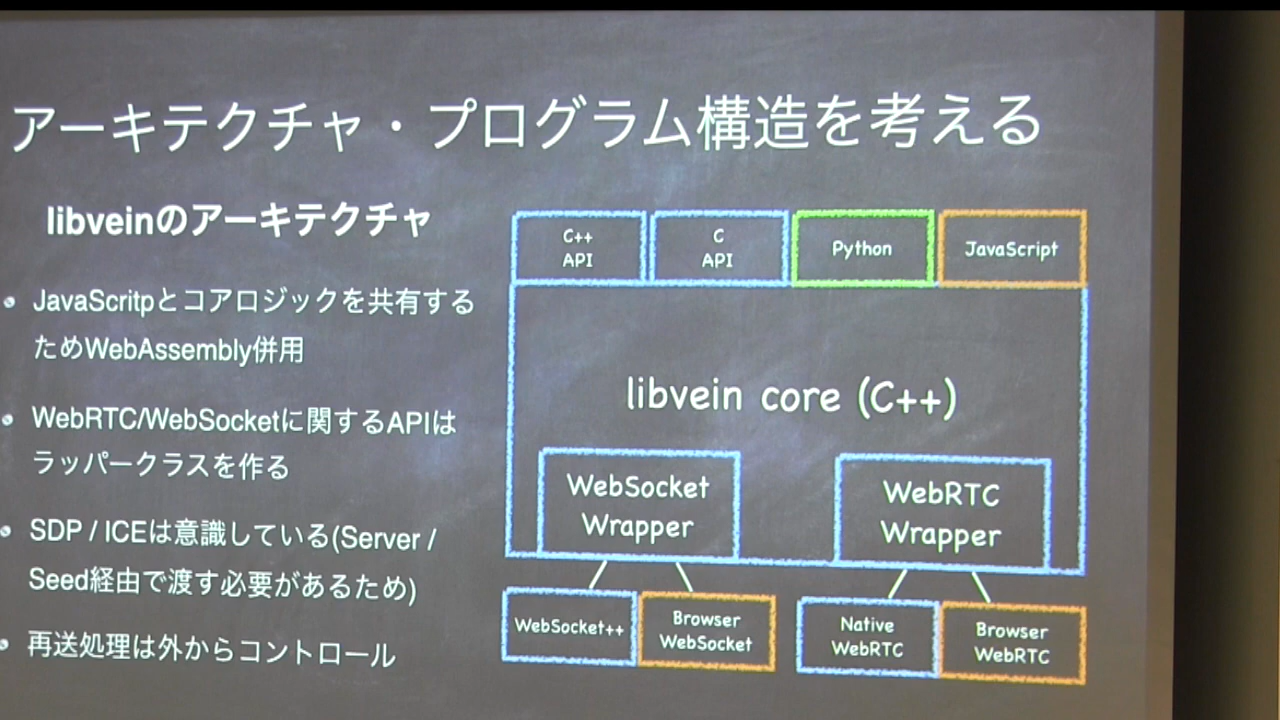 アーキテクチャ・プログラム構造を考える
libveinのアーキテクチャ
JavaScritpとコアロジックを共有する
ためWebAssembly併用
WebRTC/WebSocketに関するAPIは
ラッパークラスを作る
SDP / ICEは意識している(Server /
Seed経由で渡す必要があるため)
再送処理は外からコントロール
C++
API
C
API
Python
JavaScript
libvein core (C++)
WebSocket
Wrapper
WebRTC
Wrapper
WebSocket++
Browser
WebSocket
Native
WebRTC
Browser
WebRTC